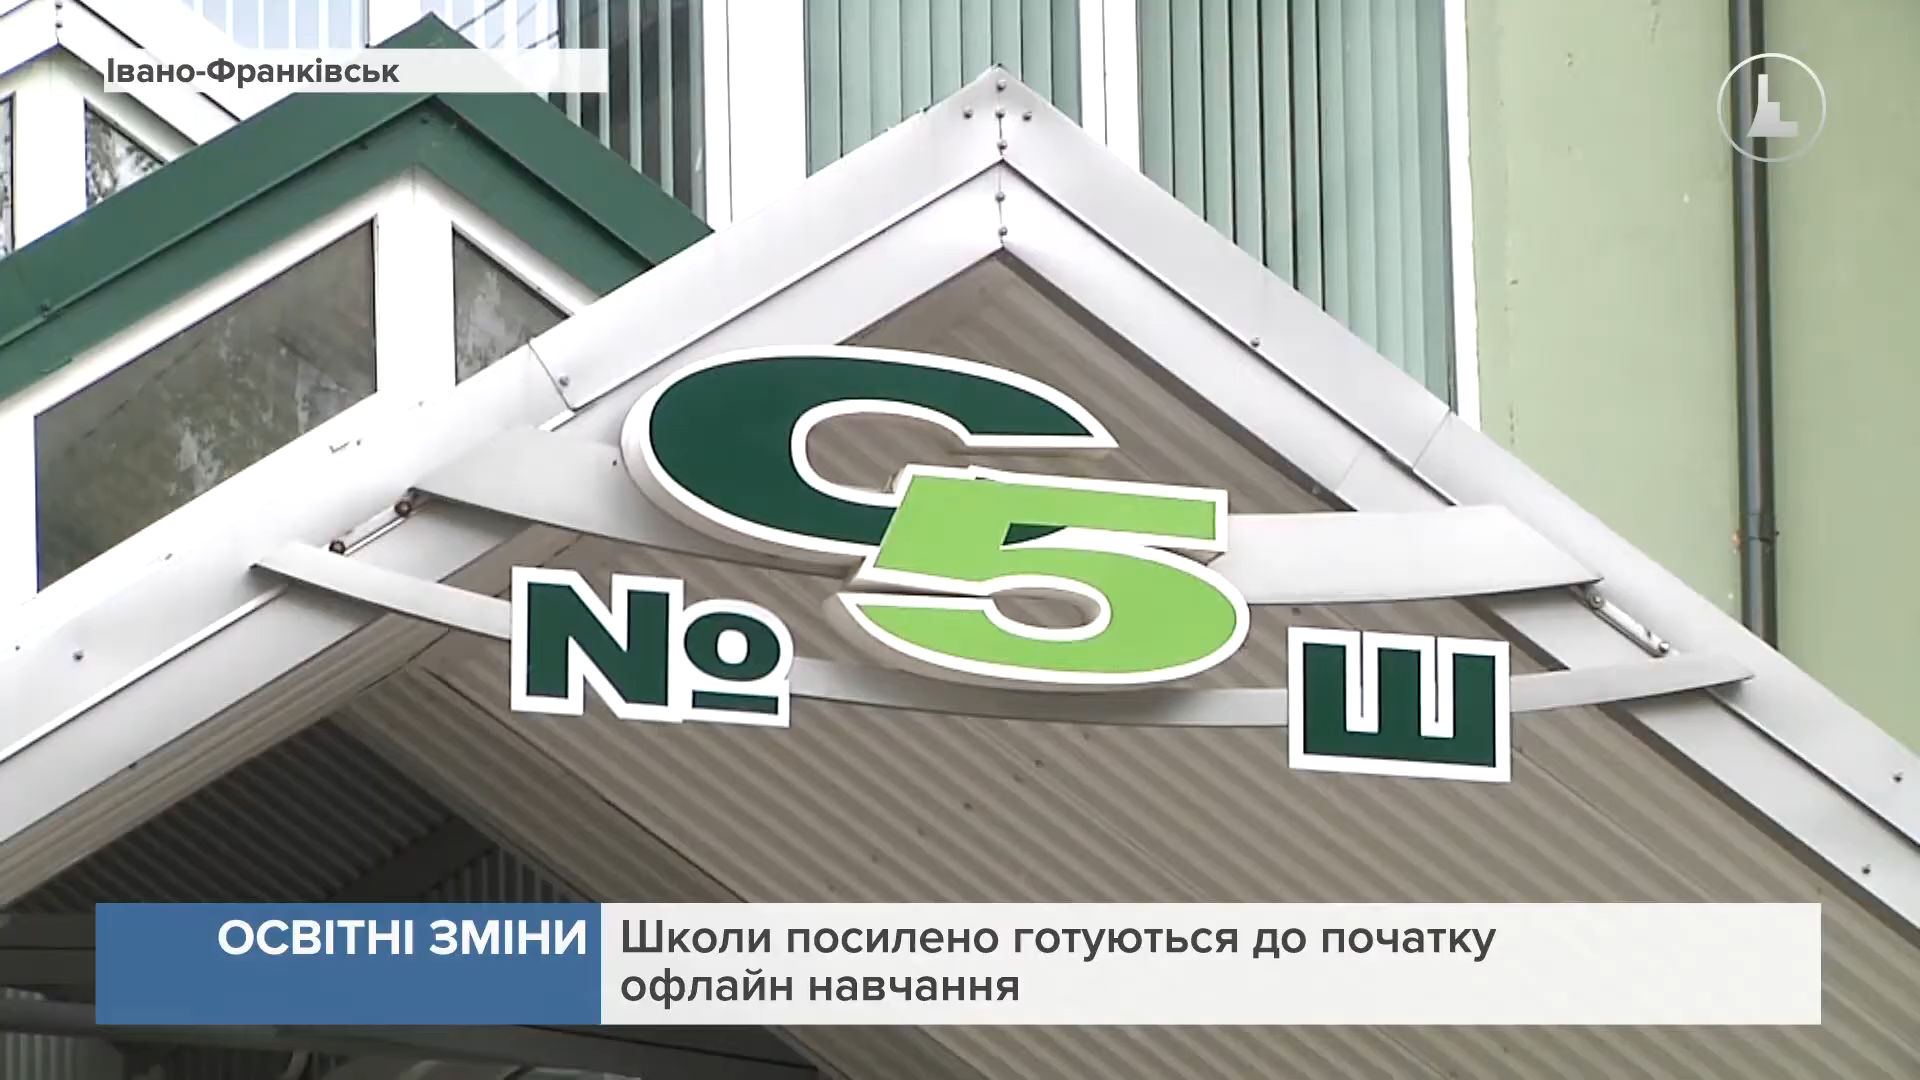 Івано-Франківськ
С
№ 5 Ш
ОСВІТНІ ЗМІНИ
Школи посилено готуються до початку
офлайн навчання